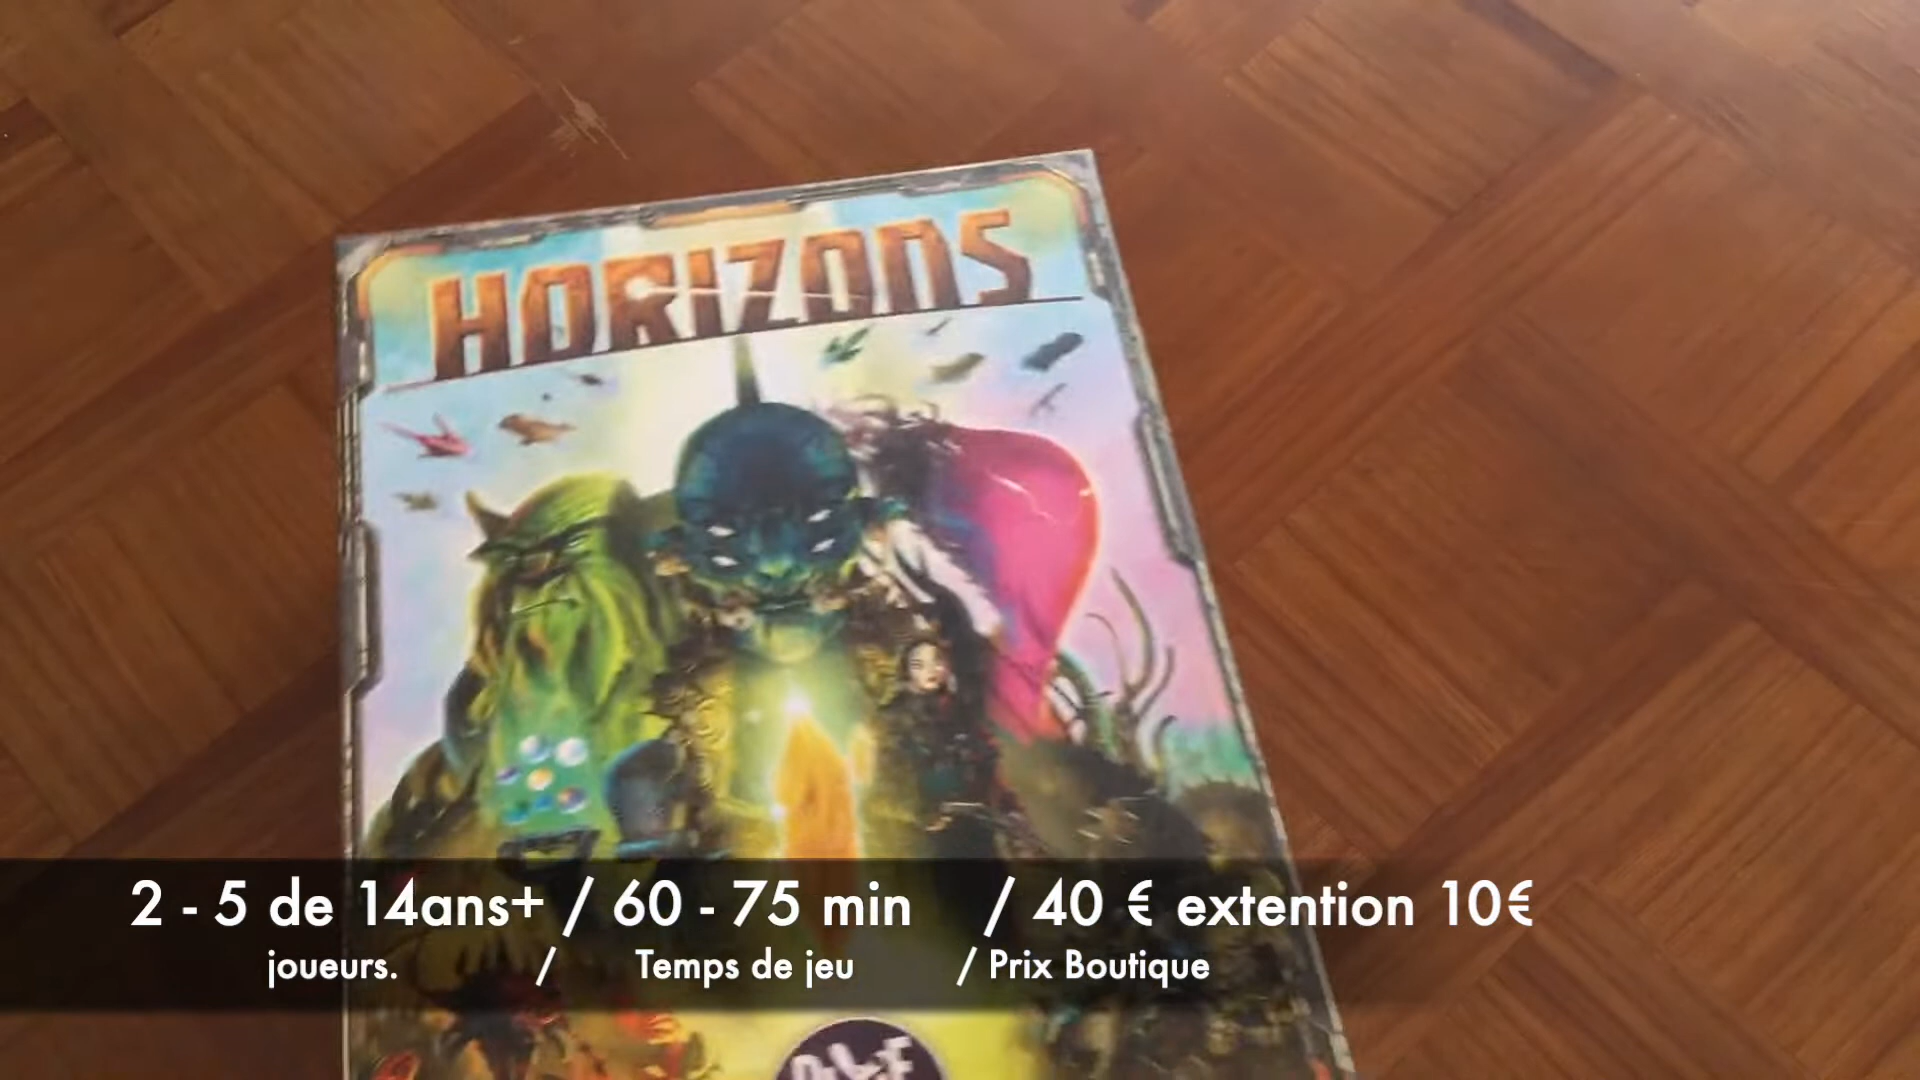 HORIZONS
2 - 5 de 14ans+ / 60 - 75 min / 40 € extention 10€
joueurs. / Temps de jeu / Prix Boutique